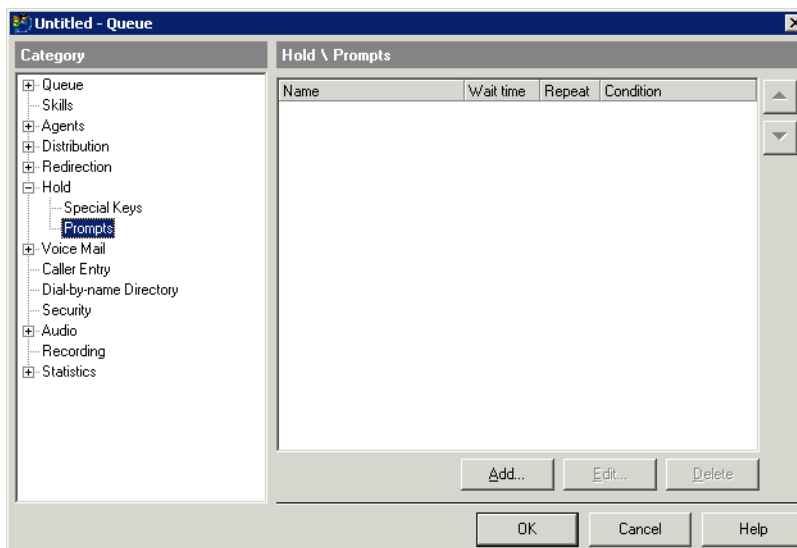 Untitled - Queue
Category
Hold \ Prompts
Queue
Skills
Agents
Distribution
Redirection
Hold
Special Keys
Prompts
Voice Mail
Caller Entry
Dial-by-name Directory
Security
Audio
Recording
Statistics
Name Wait time Repeat Condition
Add... Edit... Delete
OK Cancel Help